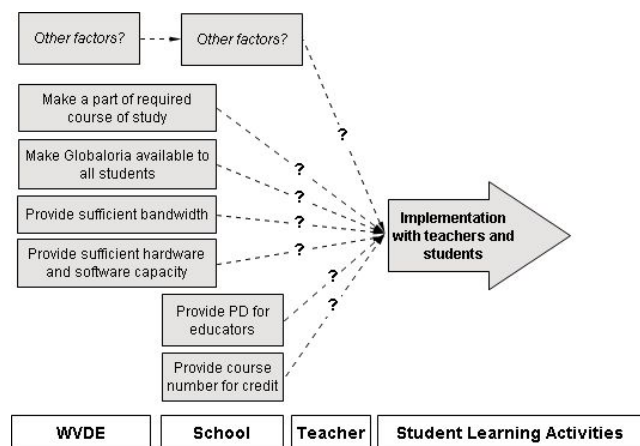 Other factors?
Other factors?
Make a part of required
course of study
?
Make Globaloria available to
all students
?
?
Provide sufficient bandwidth
?
Provide sufficient hardware
and software capacity
?
Implementation
with teachers and
students
Provide PD for
educators
?
Provide course
number for credit
?
WVDE
School
Teacher
Student Learning Activities